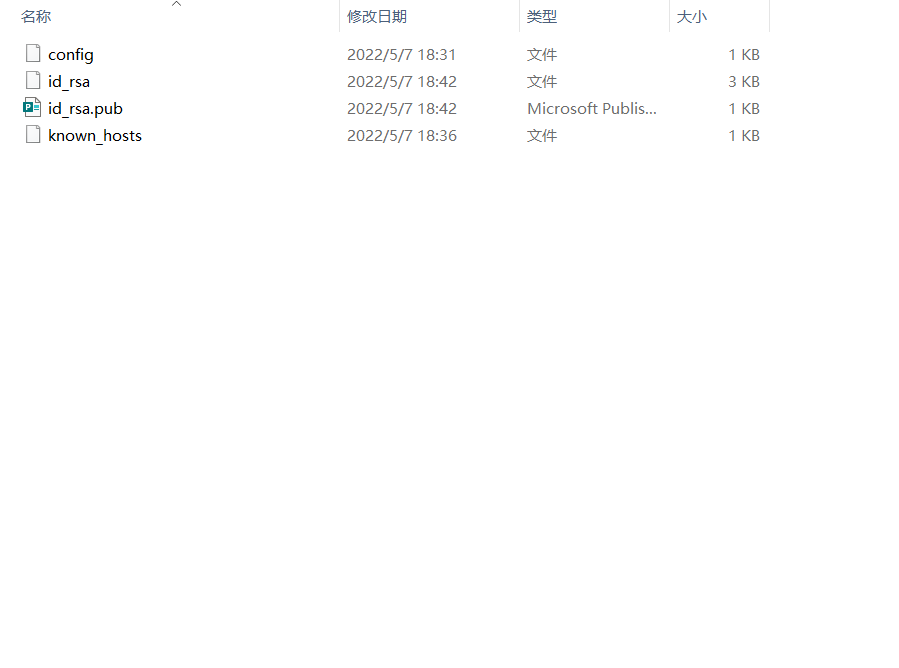 名称 修改日期 类型 大小
config 2022/5/7 18:31 文件 1 KB
id_rsa 2022/5/7 18:42 文件 3 KB
id_rsa.pub 2022/5/7 18:42 Microsoft Publis... 1 KB
known_hosts 2022/5/7 18:36 文件 1 KB